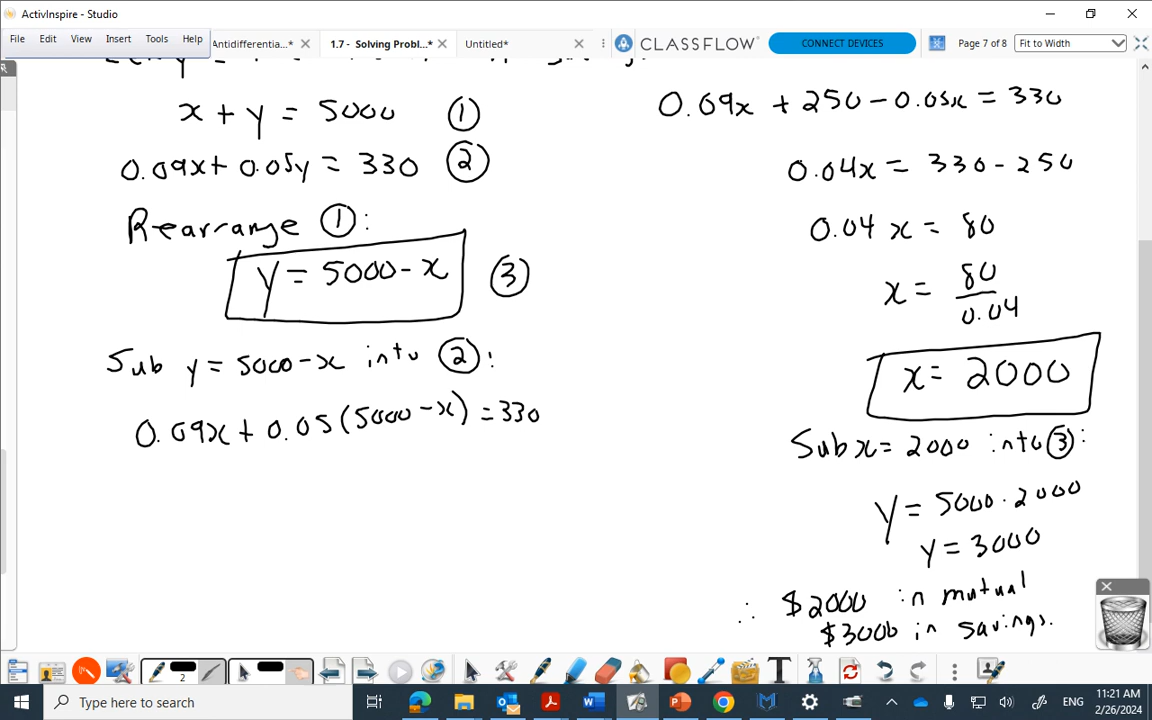 ActivInspire - Studio
File Edit View Insert Tools Help
Antidifferentia...*
1.7 - Solving Probl...*
Untitled*
CLASSFLOW
CONNECT DEVICES
Page 7 of 8
Fit to Width
x + y = 5000 ①
0.09x + 0.05y = 330 ②
Rearrange ①:
y = 5000 - x ③
Sub y = 5000 - x into ②:
0.09x + 0.05(5000 - x) = 330
0.09x + 250 - 0.05x = 330
0.04x = 330 - 250
0.04x = 80
x = 80/0.04
x = 2000
Sub x = 2000 into ③:
y = 5000 - 2000
y = 3000
∴ $2000 in mutual
$3000 in savings.
2
Type here to search
ENG
11:21 AM
2/26/2024